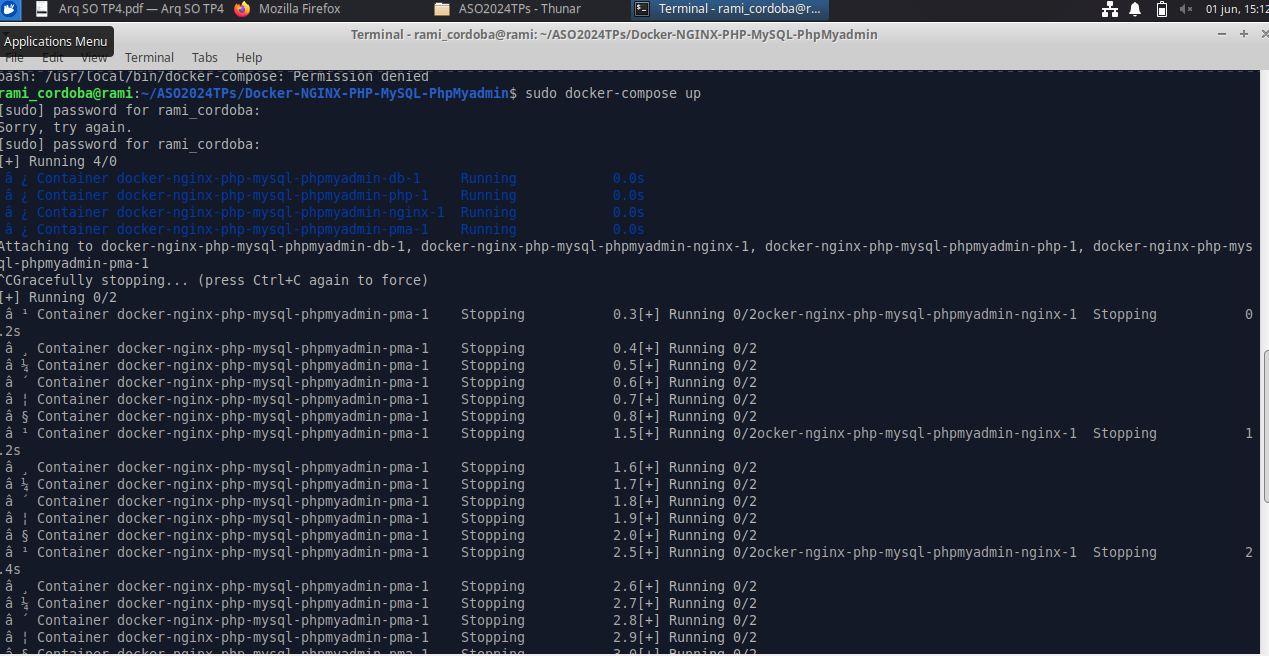 Arq SO TP4.pdf — Arq SO TP4
Mozilla Firefox
ASO2024TPs - Thunar
Terminal - rami_cordoba@r...
01 jun, 15:12
Applications Menu
Terminal - rami_cordoba@rami: ~/ASO2024TPs/Docker-NGINX-PHP-MySQL-PhpMyadmin
File Edit View Terminal Tabs Help
bash: /usr/local/bin/docker-compose: Permission denied
rami_cordoba@rami:~/ASO2024TPs/Docker-NGINX-PHP-MySQL-PhpMyadmin$ sudo docker-compose up
[sudo] password for rami_cordoba:
Sorry, try again.
[sudo] password for rami_cordoba:
[+] Running 4/0
â ¿ Container docker-nginx-php-mysql-phpmyadmin-db-1 Running 0.0s
â ¿ Container docker-nginx-php-mysql-phpmyadmin-php-1 Running 0.0s
â ¿ Container docker-nginx-php-mysql-phpmyadmin-nginx-1 Running 0.0s
â ¿ Container docker-nginx-php-mysql-phpmyadmin-pma-1 Running 0.0s
Attaching to docker-nginx-php-mysql-phpmyadmin-db-1, docker-nginx-php-mysql-phpmyadmin-nginx-1, docker-nginx-php-mysql-phpmyadmin-php-1, docker-nginx-php-mys
ql-phpmyadmin-pma-1
^CGracefully stopping... (press Ctrl+C again to force)
[+] Running 0/2
â ¹ Container docker-nginx-php-mysql-phpmyadmin-pma-1 Stopping 0.3[+] Running 0/2ocker-nginx-php-mysql-phpmyadmin-nginx-1 Stopping 0
.2s
â ¸ Container docker-nginx-php-mysql-phpmyadmin-pma-1 Stopping 0.4[+] Running 0/2
â ¼ Container docker-nginx-php-mysql-phpmyadmin-pma-1 Stopping 0.5[+] Running 0/2
â ´ Container docker-nginx-php-mysql-phpmyadmin-pma-1 Stopping 0.6[+] Running 0/2
â ¦ Container docker-nginx-php-mysql-phpmyadmin-pma-1 Stopping 0.7[+] Running 0/2
â § Container docker-nginx-php-mysql-phpmyadmin-pma-1 Stopping 0.8[+] Running 0/2
â ¹ Container docker-nginx-php-mysql-phpmyadmin-pma-1 Stopping 1.5[+] Running 0/2ocker-nginx-php-mysql-phpmyadmin-nginx-1 Stopping 1
.2s
â ¸ Container docker-nginx-php-mysql-phpmyadmin-pma-1 Stopping 1.6[+] Running 0/2
â ¼ Container docker-nginx-php-mysql-phpmyadmin-pma-1 Stopping 1.7[+] Running 0/2
â ´ Container docker-nginx-php-mysql-phpmyadmin-pma-1 Stopping 1.8[+] Running 0/2
â ¦ Container docker-nginx-php-mysql-phpmyadmin-pma-1 Stopping 1.9[+] Running 0/2
â § Container docker-nginx-php-mysql-phpmyadmin-pma-1 Stopping 2.0[+] Running 0/2
â ¹ Container docker-nginx-php-mysql-phpmyadmin-pma-1 Stopping 2.5[+] Running 0/2ocker-nginx-php-mysql-phpmyadmin-nginx-1 Stopping 2
.4s
â ¸ Container docker-nginx-php-mysql-phpmyadmin-pma-1 Stopping 2.6[+] Running 0/2
â ¼ Container docker-nginx-php-mysql-phpmyadmin-pma-1 Stopping 2.7[+] Running 0/2
â ´ Container docker-nginx-php-mysql-phpmyadmin-pma-1 Stopping 2.8[+] Running 0/2
â ¦ Container docker-nginx-php-mysql-phpmyadmin-pma-1 Stopping 2.9[+] Running 0/2
â § Container docker-nginx-php-mysql-phpmyadmin-pma-1 Stopping 3.0[+] Running 0/2